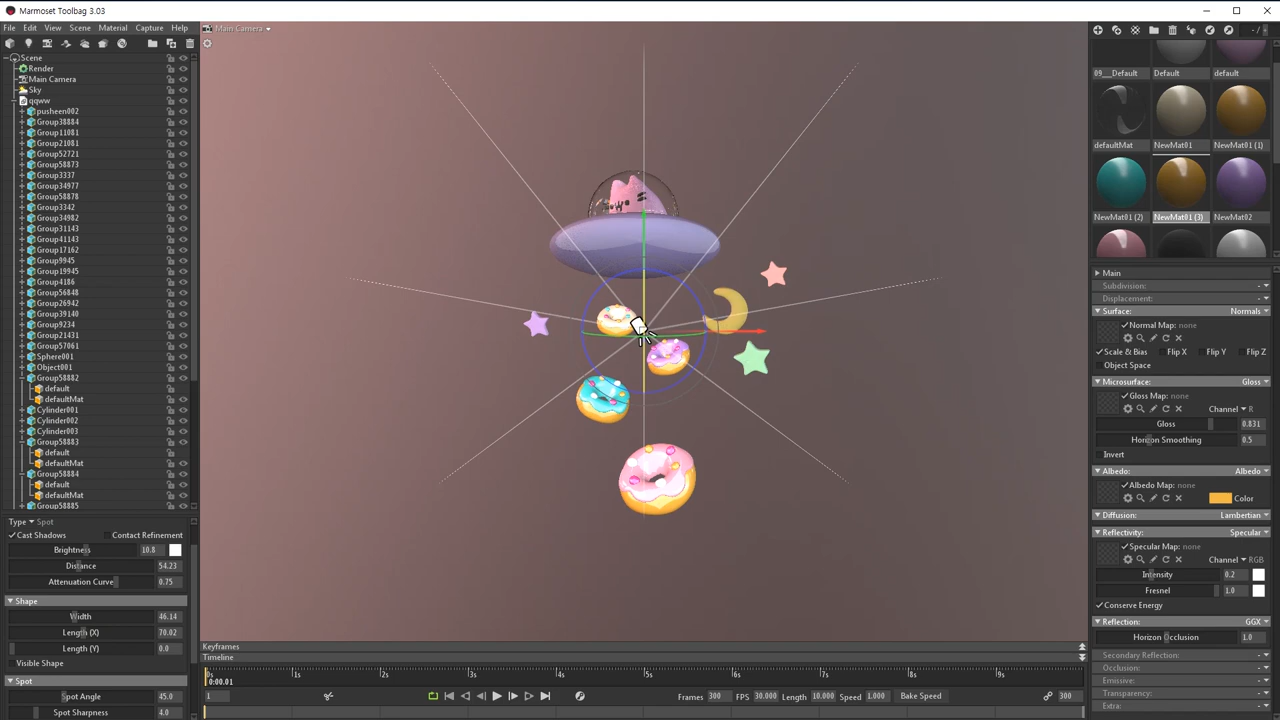 Marmoset Toolbag 3.03
File Edit View Scene Material Capture Help
Main Camera
Scene
Render
Main Camera
Sky
qqww
pusheen002
Group38884
Group11081
Group21081
Group52721
Group58873
Group3337
Group34977
Group58878
Group3342
Group34982
Group31143
Group41143
Group17162
Group9945
Group19945
Group4186
Group56848
Group26942
Group39140
Group9234
Group21431
Group57061
Sphere001
Object001
Group58882
default
defaultMat
Cylinder001
Cylinder002
Cylinder003
Group58883
default
defaultMat
Group58884
default
defaultMat
Group58885
Type Spot
Cast Shadows Contact Refinement
Brightness 10.8
Distance 54.23
Attenuation Curve 0.75
Shape
Width 46.14
Length (X) 70.02
Length (Y) 0.0
Visible Shape
Spot
Spot Angle 45.0
Spot Sharpness 4.0
Keyframes
Timeline
0s 1s 2s 3s 4s 5s 6s 7s 8s 9s
0:00.01
1 Frames 300 FPS 30.000 Length 10.000 Speed 1.000 Bake Speed 300
- /
09__Default Default default
defaultMat NewMat01 NewMat01 (1)
NewMat01 (2) NewMat01 (3) NewMat02
Main
Subdivision: -
Displacement: -
Surface: Normals
Normal Map: none
Scale & Bias Flip X Flip Y Flip Z
Object Space
Microsurface: Gloss
Gloss Map: none
Channel R
Gloss 0.831
Horizon Smoothing 0.5
Invert
Albedo: Albedo
Albedo Map: none
Color
Diffusion: Lambertian
Reflectivity: Specular
Specular Map: none
Channel RGB
Intensity 0.2
Fresnel 1.0
Conserve Energy
Reflection: GGX
Horizon Occlusion 1.0
Secondary Reflection: -
Occlusion: -
Emissive: -
Transparency: -
Extra: -